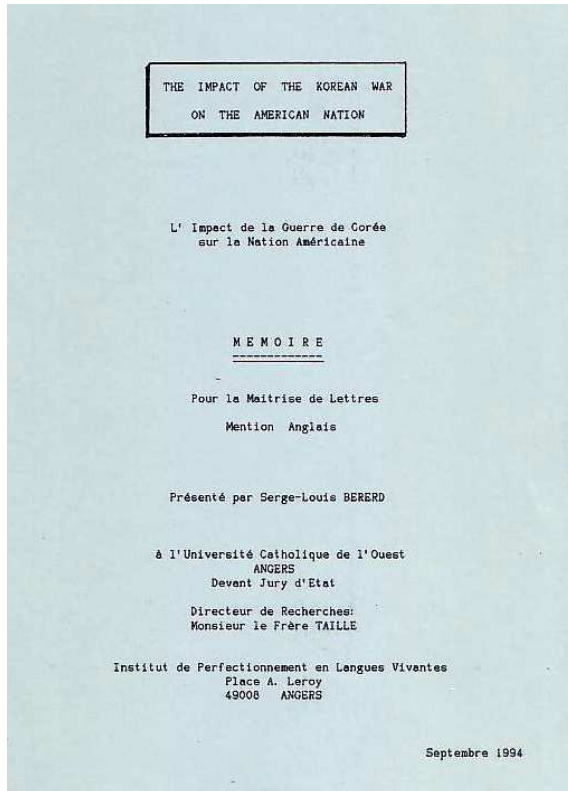 THE IMPACT OF THE KOREAN WAR
ON THE AMERICAN NATION
L' Impact de la Guerre de Corée
sur la Nation Américaine
M E M O I R E
Pour la Maitrise de Lettres
Mention Anglais
Présenté par Serge-Louis BERERD
à l'Université Catholique de l'Ouest
ANGERS
Devant Jury d'Etat
Directeur de Recherches:
Monsieur le Frère TAILLE
Institut de Perfectionnement en Langues Vivantes
Place A. Leroy
49008 ANGERS
Septembre 1994